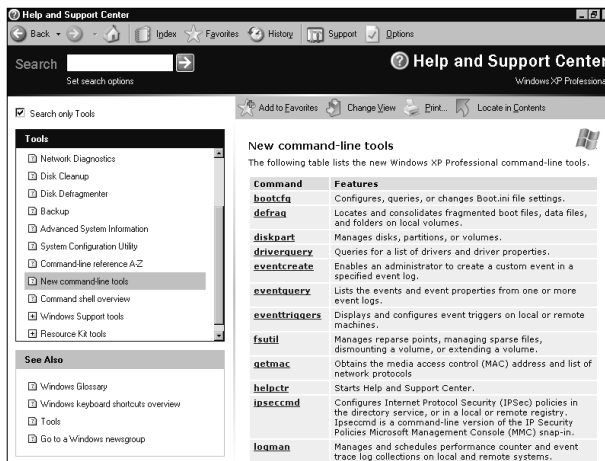 Help and Support Center
Back Index Favorites History Support Options
Search
Set search options
Help and Support Center
Windows XP Professional
Search only Tools
Add to Favorites Change View Print... Locate in Contents
Tools
Network Diagnostics
Disk Cleanup
Disk Defragmenter
Backup
Advanced System Information
System Configuration Utility
Command-line reference A-Z
New command-line tools
Command shell overview
Windows Support tools
Resource Kit tools
See Also
Windows Glossary
Windows keyboard shortcuts overview
Tools
Go to a Windows newsgroup
New command-line tools
The following table lists the new Windows XP Professional command-line tools.
Command Features
bootcfg Configures, queries, or changes Boot.ini file settings.
defrag Locates and consolidates fragmented boot files, data files,
and folders on local volumes.
diskpart Manages disks, partitions, or volumes.
driverquery Queries for a list of drivers and driver properties.
eventcreate Enables an administrator to create a custom event in a
specified event log.
eventquery Lists the events and event properties from one or more
event logs.
eventtriggers Displays and configures event triggers on local or remote
machines.
fsutil Manages reparse points, managing sparse files,
dismounting a volume, or extending a volume.
getmac Obtains the media access control (MAC) address and list of
network protocols
helpctr Starts Help and Support Center.
ipseccmd Configures Internet Protocol Security (IPSec) policies in
the directory service, or in a local or remote registry.
Ipseccmd is a command-line version of the IP Security
Policies Microsoft Management Console (MMC) snap-in.
logman Manages and schedules performance counter and event
trace log collections on local and remote systems.